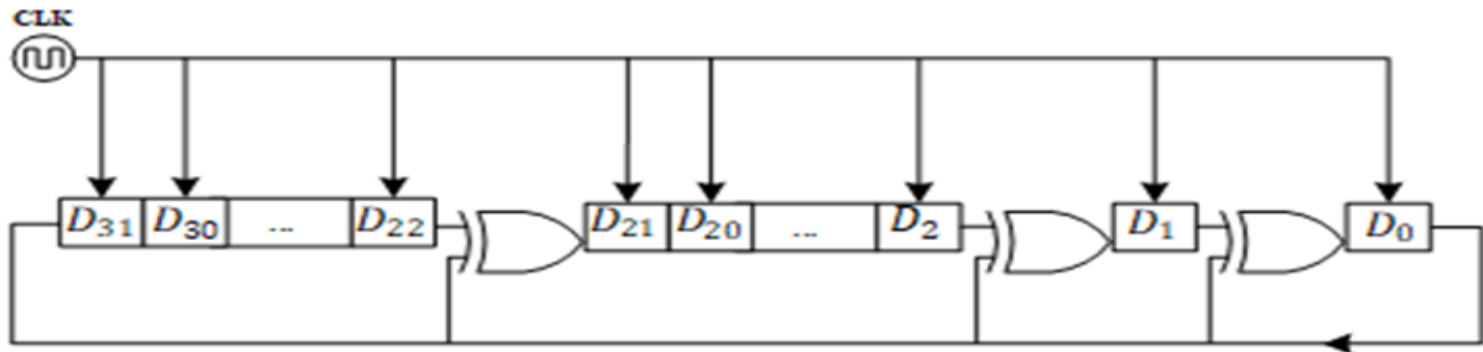 CLK
D₃₁ D₃₀ ... D₂₂ D₂₁ D₂₀ ... D₂ D₁ D₀